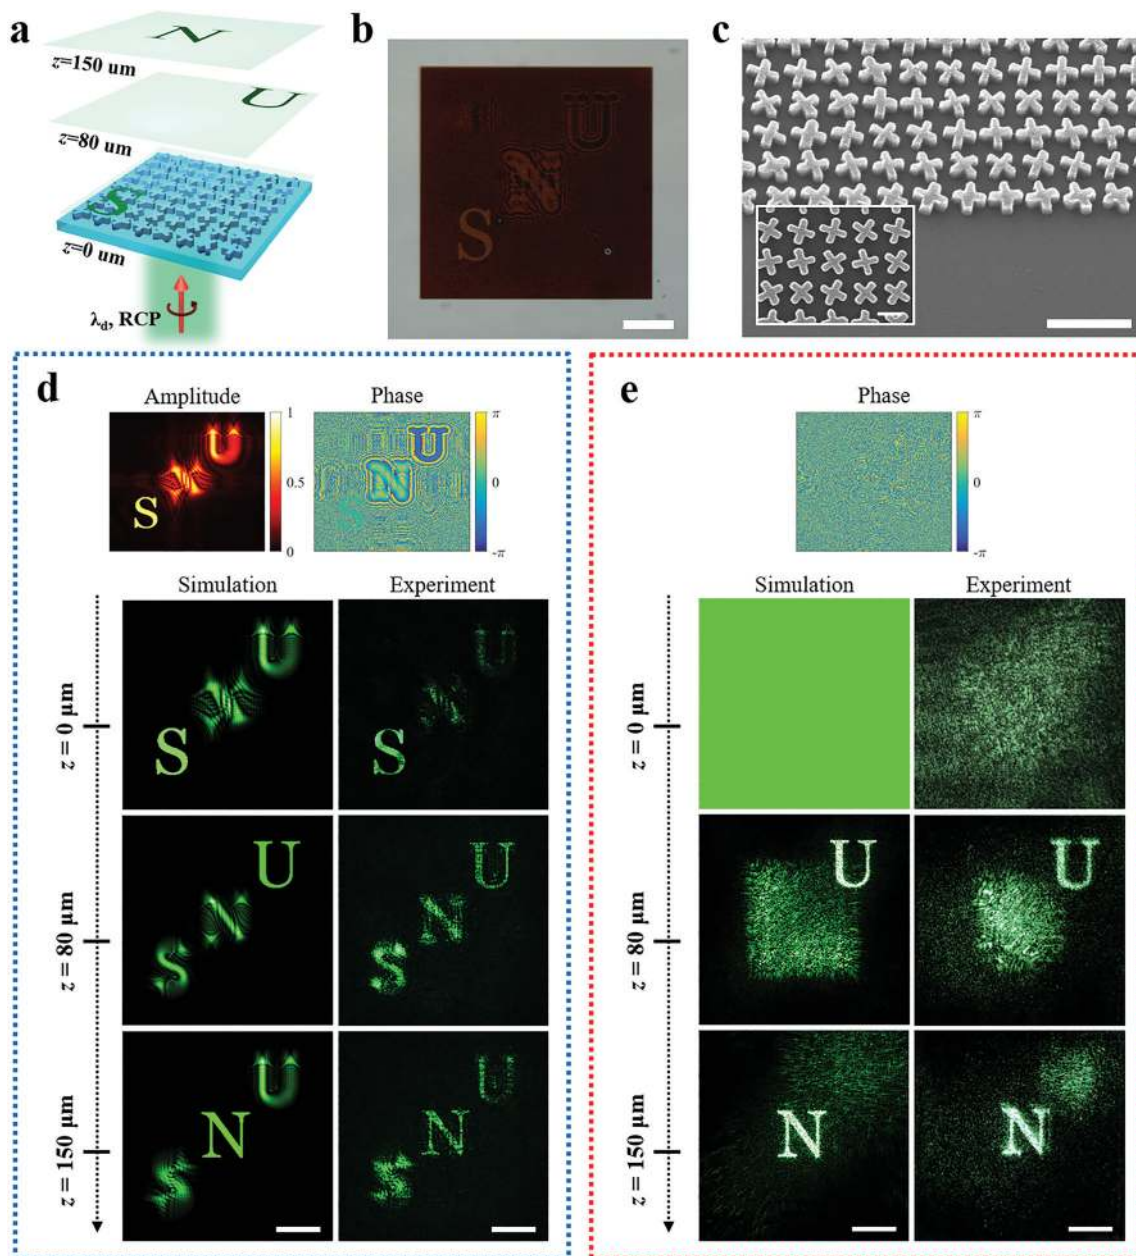 a
N
z=150 um
U
z=80 um
S
z=0 um
λd, RCP
b
U
N
S
c
d
Amplitude
Phase
1
0.5
0
π
0
-π
S
N
U
S
N
U
Simulation
Experiment
z = 0 μm
S
N
U
S
N
U
z = 80 μm
S
N
U
S
N
U
z = 150 μm
S
N
U
S
N
U
e
Phase
π
0
-π
Simulation
Experiment
z = 0 μm
z = 80 μm
U
U
z = 150 μm
N
N